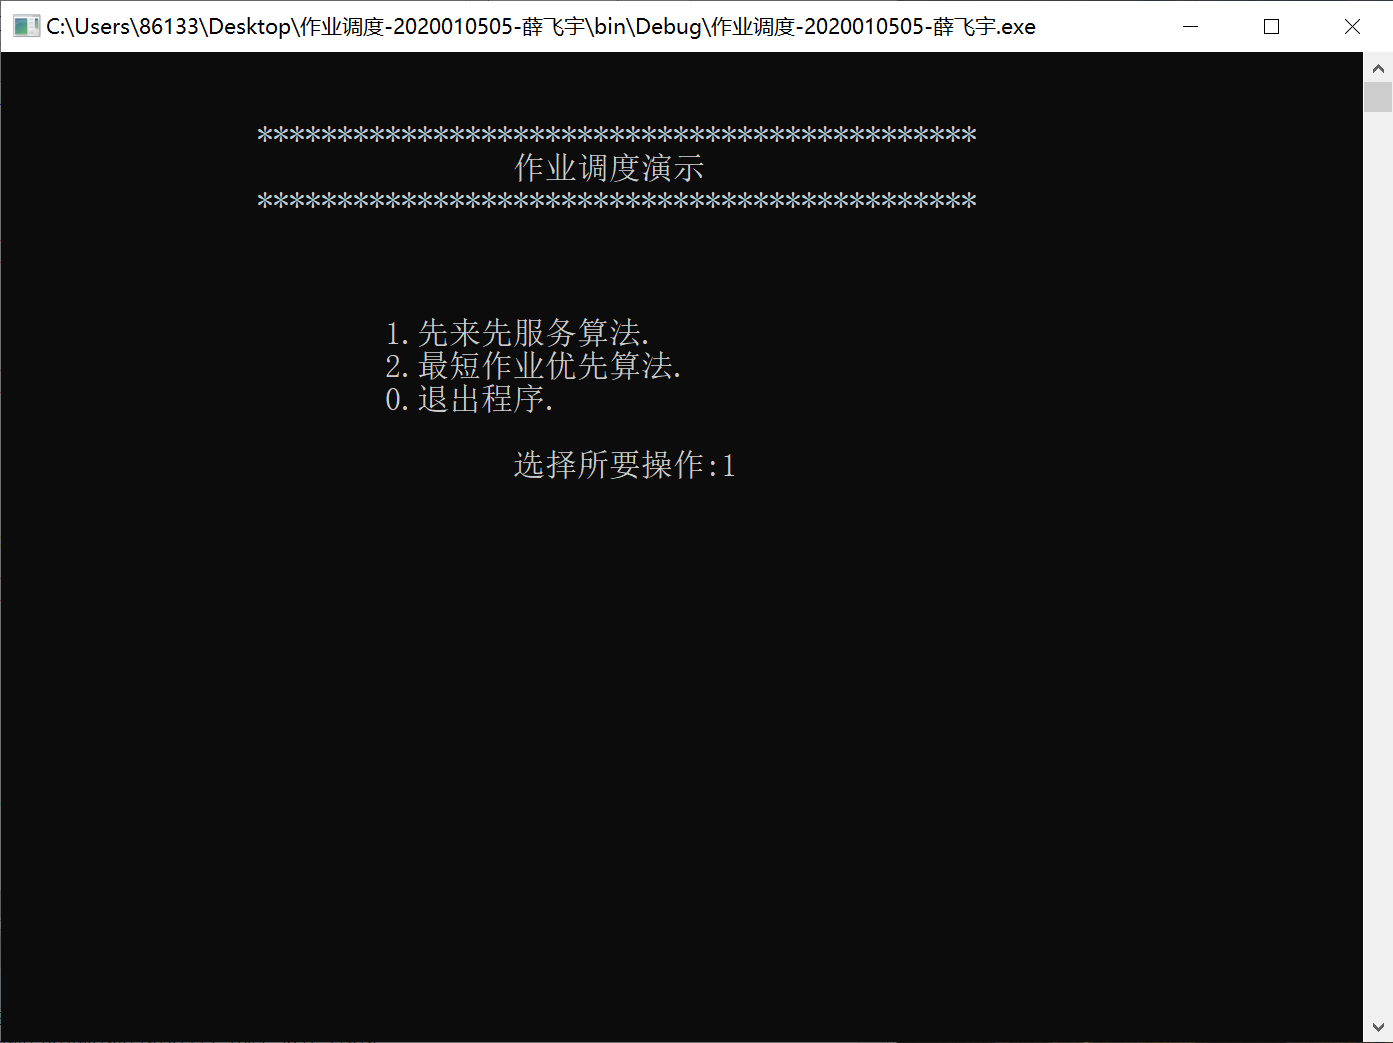 C:\Users\86133\Desktop\作业调度-2020010505-薛飞宇\bin\Debug\作业调度-2020010505-薛飞宇.exe
*********************************************
作业调度演示
*********************************************
1.先来先服务算法.
2.最短作业优先算法.
0.退出程序.
选择所要操作:1